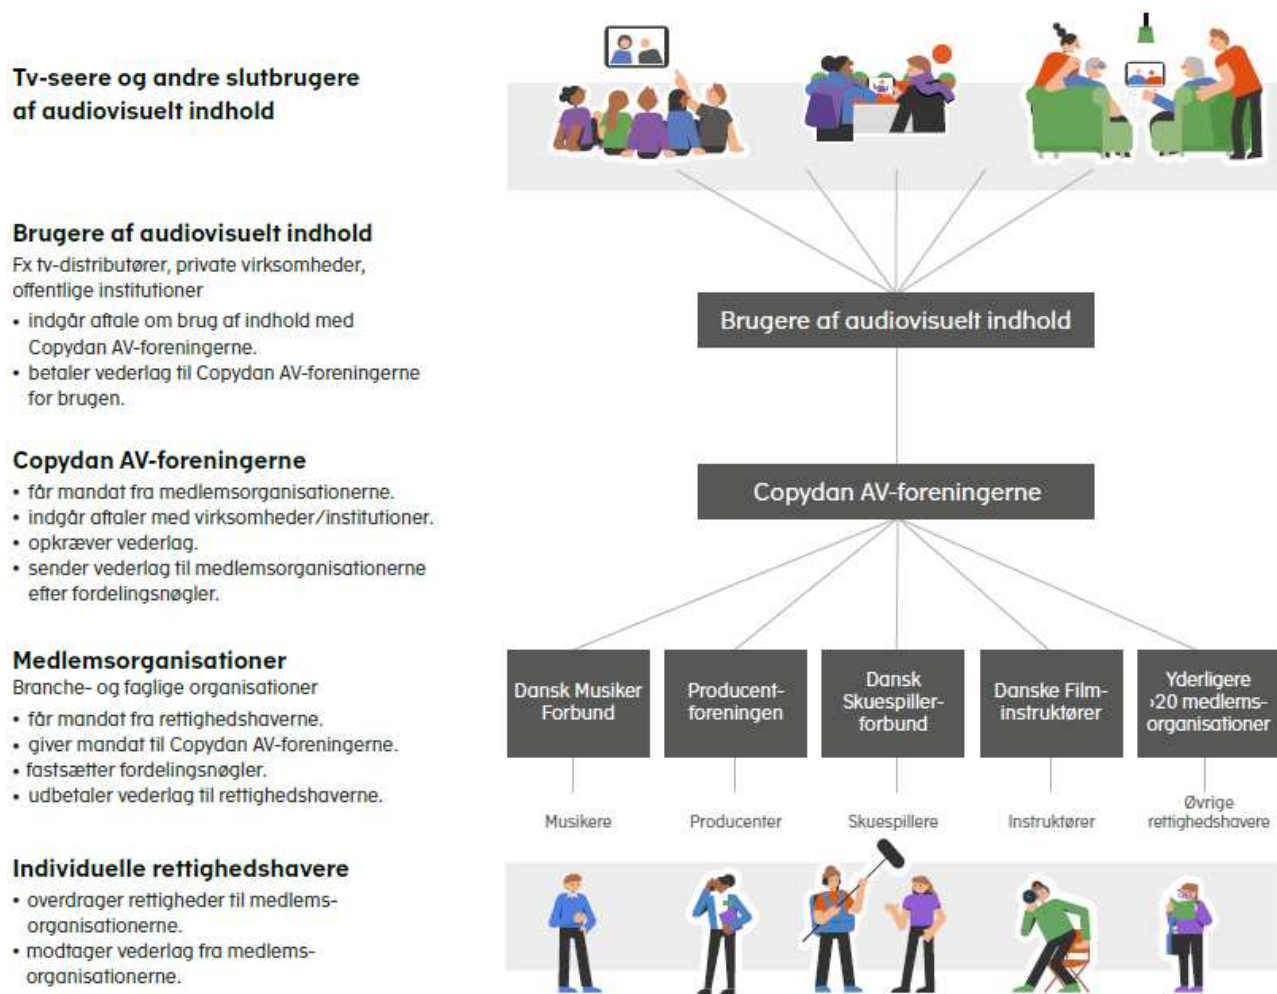 Tv-seere og andre slutbrugere
af audiovisuelt indhold
Brugere af audiovisuelt indhold
Fx tv-distributører, private virksomheder,
offentlige institutioner
• indgår aftale om brug af indhold med
Copydan AV-foreningerne.
• betaler vederlag til Copydan AV-foreningerne
for brugen.
Brugere af audiovisuelt indhold
Copydan AV-foreningerne
• får mandat fra medlemsorganisationerne.
• indgår aftaler med virksomheder/institutioner.
• opkræver vederlag.
• sender vederlag til medlemsorganisationerne
efter fordelingsnøgler.
Copydan AV-foreningerne
Medlemsorganisationer
Branche- og faglige organisationer
• får mandat fra rettighedshaverne.
• giver mandat til Copydan AV-foreningerne.
• fastsætter fordelingsnøgler.
• udbetaler vederlag til rettighedshaverne.
Dansk Musiker
Forbund
Producent-
foreningen
Dansk
Skuespiller-
forbund
Danske Film-
instruktører
Yderligere
›20 medlems-
organisationer
Musikere
Producenter
Skuespillere
Instruktører
Øvrige
rettighedshavere
Individuelle rettighedshavere
• overdrager rettigheder til medlems-
organisationerne.
• modtager vederlag fra medlems-
organisationerne.